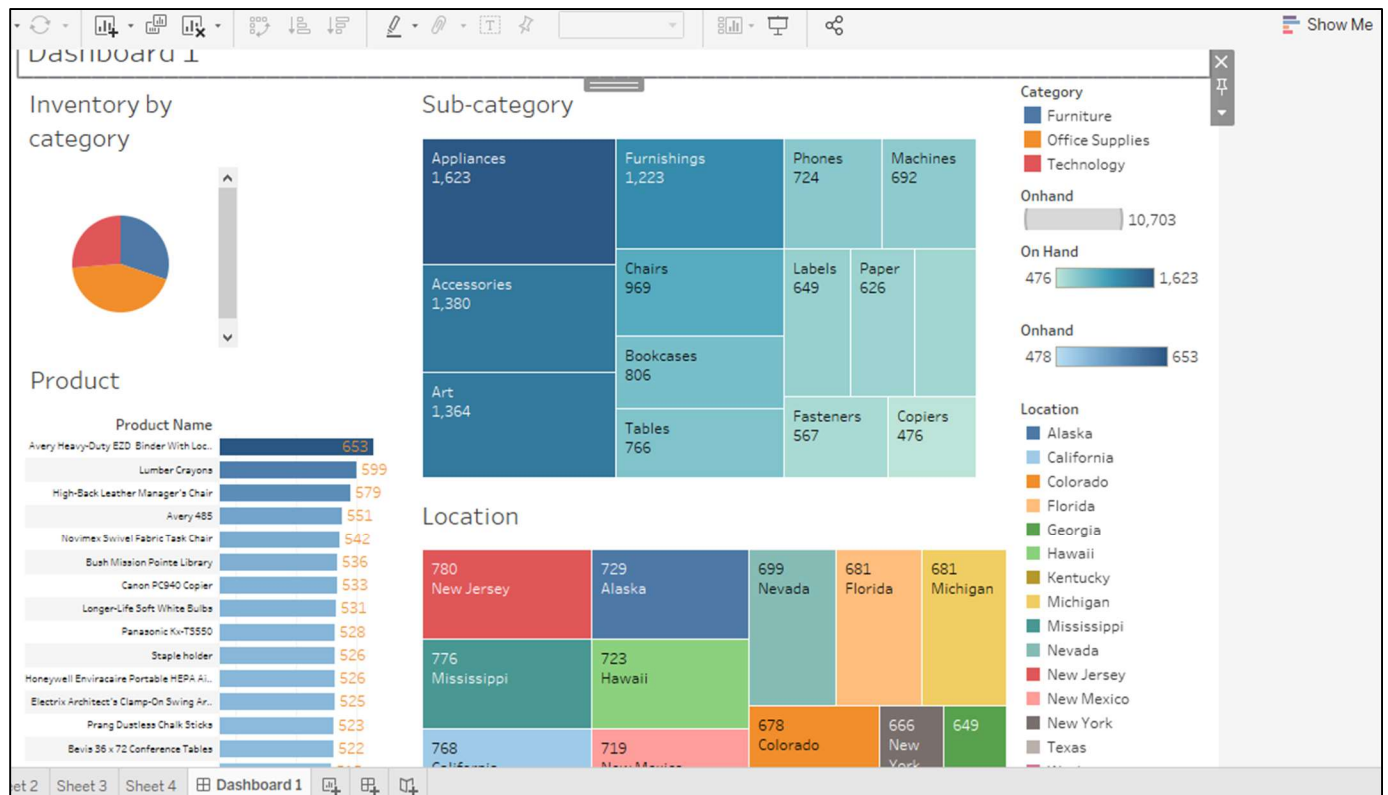 Show Me
Dashboard 1
Inventory by
category
Sub-category
Appliances
1,623
Accessories
1,380
Art
1,364
Furnishings
1,223
Chairs
969
Bookcases
806
Tables
766
Phones
724
Machines
692
Labels
649
Paper
626
Fasteners
567
Copiers
476
Category
Furniture
Office Supplies
Technology
Onhand
10,703
On Hand
476 1,623
Onhand
478 653
Product
Product Name
Avery Heavy-Duty EZD Binder With Loc.. 653
Lumber Crayons 599
High-Back Leather Manager's Chair 579
Avery 485 551
Novimex Swivel Fabric Task Chair 542
Bush Mission Pointe Library 536
Canon PC940 Copier 533
Longer-Life Soft White Bulbs 531
Panasonic Kx-TS550 528
Staple holder 526
Honeywell Enviracaire Portable HEPA Ai.. 526
Electrix Architect's Clamp-On Swing Ar.. 525
Prang Dustless Chalk Sticks 523
Bevis 36 x 72 Conference Tables 522
Location
780
New Jersey
776
Mississippi
768
California
729
Alaska
723
Hawaii
719
New Mexico
699
Nevada
681
Florida
681
Michigan
678
Colorado
666
New
York
649
Location
Alaska
California
Colorado
Florida
Georgia
Hawaii
Kentucky
Michigan
Mississippi
Nevada
New Jersey
New Mexico
New York
Texas
et 2 Sheet 3 Sheet 4 Dashboard 1